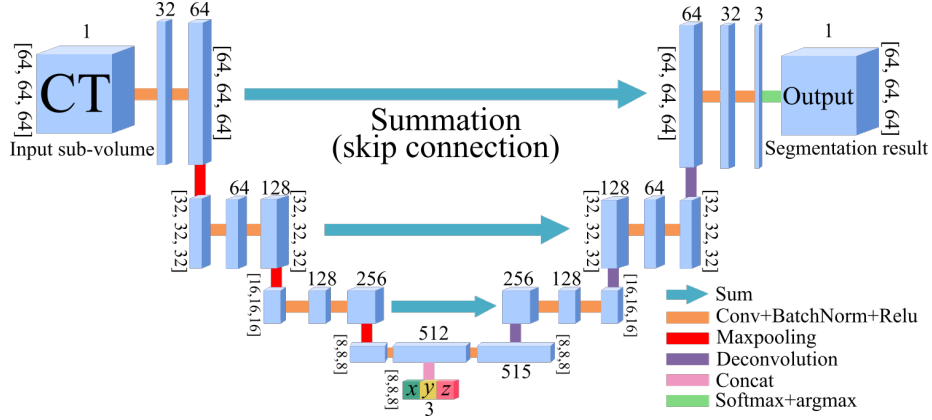 1
32
64
[64, 64, 64]
CT
[64, 64, 64]
Input sub-volume
Summation
(skip connection)
64
32
3
1
Output
[64, 64, 64]
Segmentation result
[32, 32, 32]
64
128
[32, 32, 32]
128
64
[32, 32, 32]
[32, 32, 32]
[16,16,16]
128
256
256
128
[16,16,16]
[8,8,8]
512
515
[8,8,8]
[8,8,8]
x y z
3
Sum
Conv+BatchNorm+Relu
Maxpooling
Deconvolution
Concat
Softmax+argmax